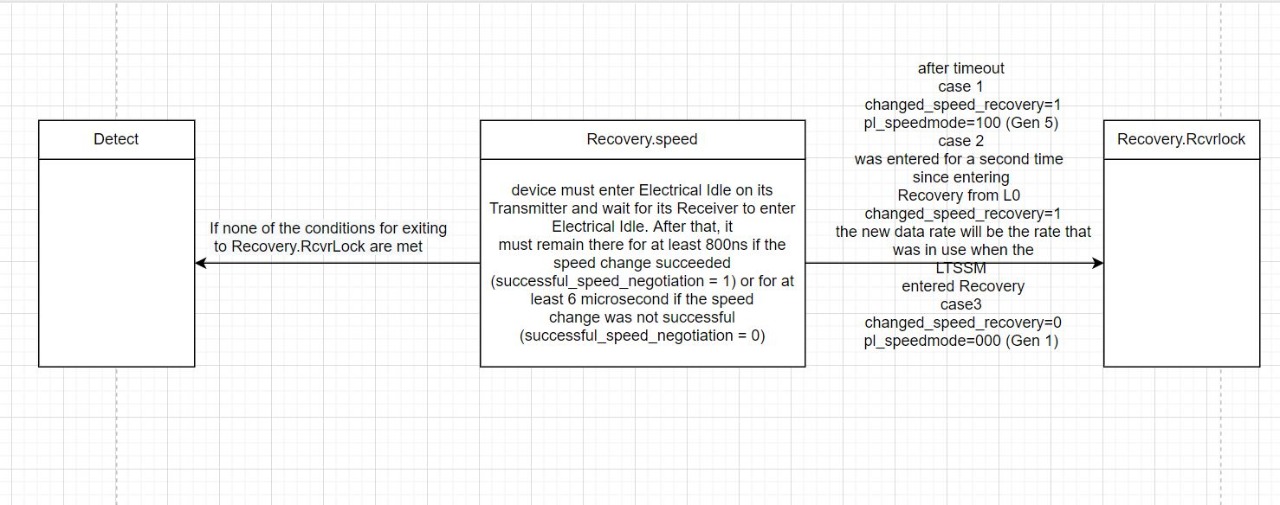 Detect
If none of the conditions for exiting
to Recovery.RcvrLock are met
Recovery.speed
device must enter Electrical Idle on its
Transmitter and wait for its Receiver to enter
Electrical Idle. After that, it
must remain there for at least 800ns if the
speed change succeeded
(successful_speed_negotiation = 1) or for at
least 6 microsecond if the speed
change was not successful
(successful_speed_negotiation = 0)
after timeout
case 1
changed_speed_recovery=1
pl_speedmode=100 (Gen 5)
case 2
was entered for a second time
since entering
Recovery from L0
changed_speed_recovery=1
the new data rate will be the rate that
was in use when the
LTSSM
entered Recovery
case3
changed_speed_recovery=0
pl_speedmode=000 (Gen 1)
Recovery.Rcvrlock